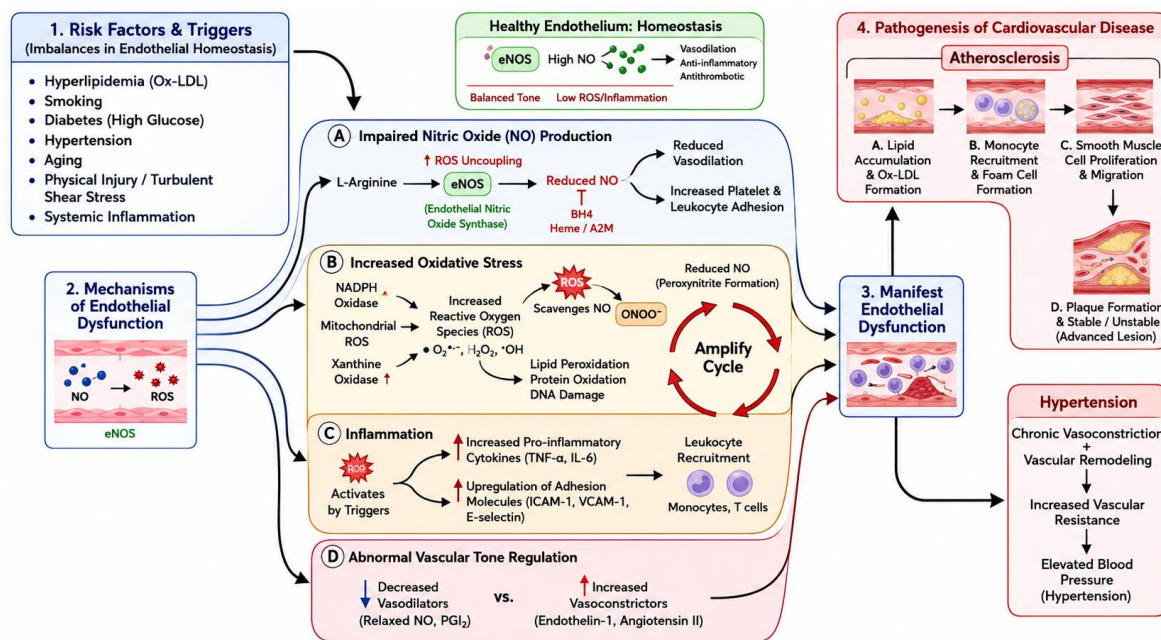 1. Risk Factors & Triggers
(Imbalances in Endothelial Homeostasis)
• Hyperlipidemia (Ox-LDL)
• Smoking
• Diabetes (High Glucose)
• Hypertension
• Aging
• Physical Injury / Turbulent
Shear Stress
• Systemic Inflammation
Healthy Endothelium: Homeostasis
eNOS
High NO
Vasodilation
Anti-inflammatory
Antithrombotic
Balanced Tone
Low ROS/Inflammation
2. Mechanisms
of Endothelial
Dysfunction
NO
ROS
eNOS
A
Impaired Nitric Oxide (NO) Production
↑ ROS Uncoupling
L-Arginine
eNOS
(Endothelial Nitric
Oxide Synthase)
Reduced NO
BH4
Heme / A2M
Reduced
Vasodilation
Increased Platelet &
Leukocyte Adhesion
B
Increased Oxidative Stress
NADPH
Oxidase
Mitochondrial
ROS
Xanthine
Oxidase ↑
Increased
Reactive Oxygen
Species (ROS)
● O₂•−, H₂O₂, •OH
ROS
Scavenges NO
ONOO⁻
Lipid Peroxidation
Protein Oxidation
DNA Damage
Reduced NO
(Peroxynitrite Formation)
Amplify
Cycle
C
Inflammation
Activates
by Triggers
↑ Increased Pro-inflammatory
Cytokines (TNF-α, IL-6)
↑ Upregulation of Adhesion
Molecules (ICAM-1, VCAM-1,
E-selectin)
Leukocyte
Recruitment
Monocytes, T cells
D
Abnormal Vascular Tone Regulation
↓ Decreased
Vasodilators
(Relaxed NO, PGI₂)
vs.
↑ Increased
Vasoconstrictors
(Endothelin-1, Angiotensin II)
3. Manifest
Endothelial
Dysfunction
4. Pathogenesis of Cardiovascular Disease
Atherosclerosis
A. Lipid
Accumulation
& Ox-LDL
Formation
B. Monocyte
Recruitment
& Foam Cell
Formation
C. Smooth Muscle
Cell Proliferation
& Migration
D. Plaque Formation
& Stable / Unstable
(Advanced Lesion)
Hypertension
Chronic Vasoconstriction
+
Vascular Remodeling
Increased Vascular
Resistance
Elevated Blood
Pressure
(Hypertension)